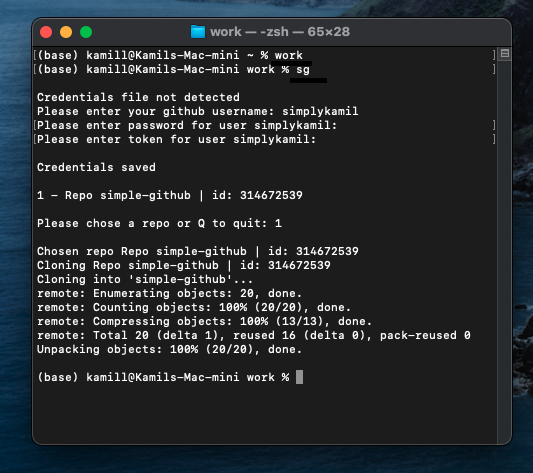 work — -zsh — 65×28
[(base) kamill@Kamils-Mac-mini ~ % work ]
[(base) kamill@Kamils-Mac-mini work % sg ]
Credentials file not detected
Please enter your github username: simplykamil
[Please enter password for user simplykamil: ]
[Please enter token for user simplykamil: ]
Credentials saved
1 - Repo simple-github | id: 314672539
Please chose a repo or Q to quit: 1
Chosen repo Repo simple-github | id: 314672539
Cloning Repo simple-github | id: 314672539
Cloning into 'simple-github'...
remote: Enumerating objects: 20, done.
remote: Counting objects: 100% (20/20), done.
remote: Compressing objects: 100% (13/13), done.
remote: Total 20 (delta 1), reused 16 (delta 0), pack-reused 0
Unpacking objects: 100% (20/20), done.
(base) kamill@Kamils-Mac-mini work %